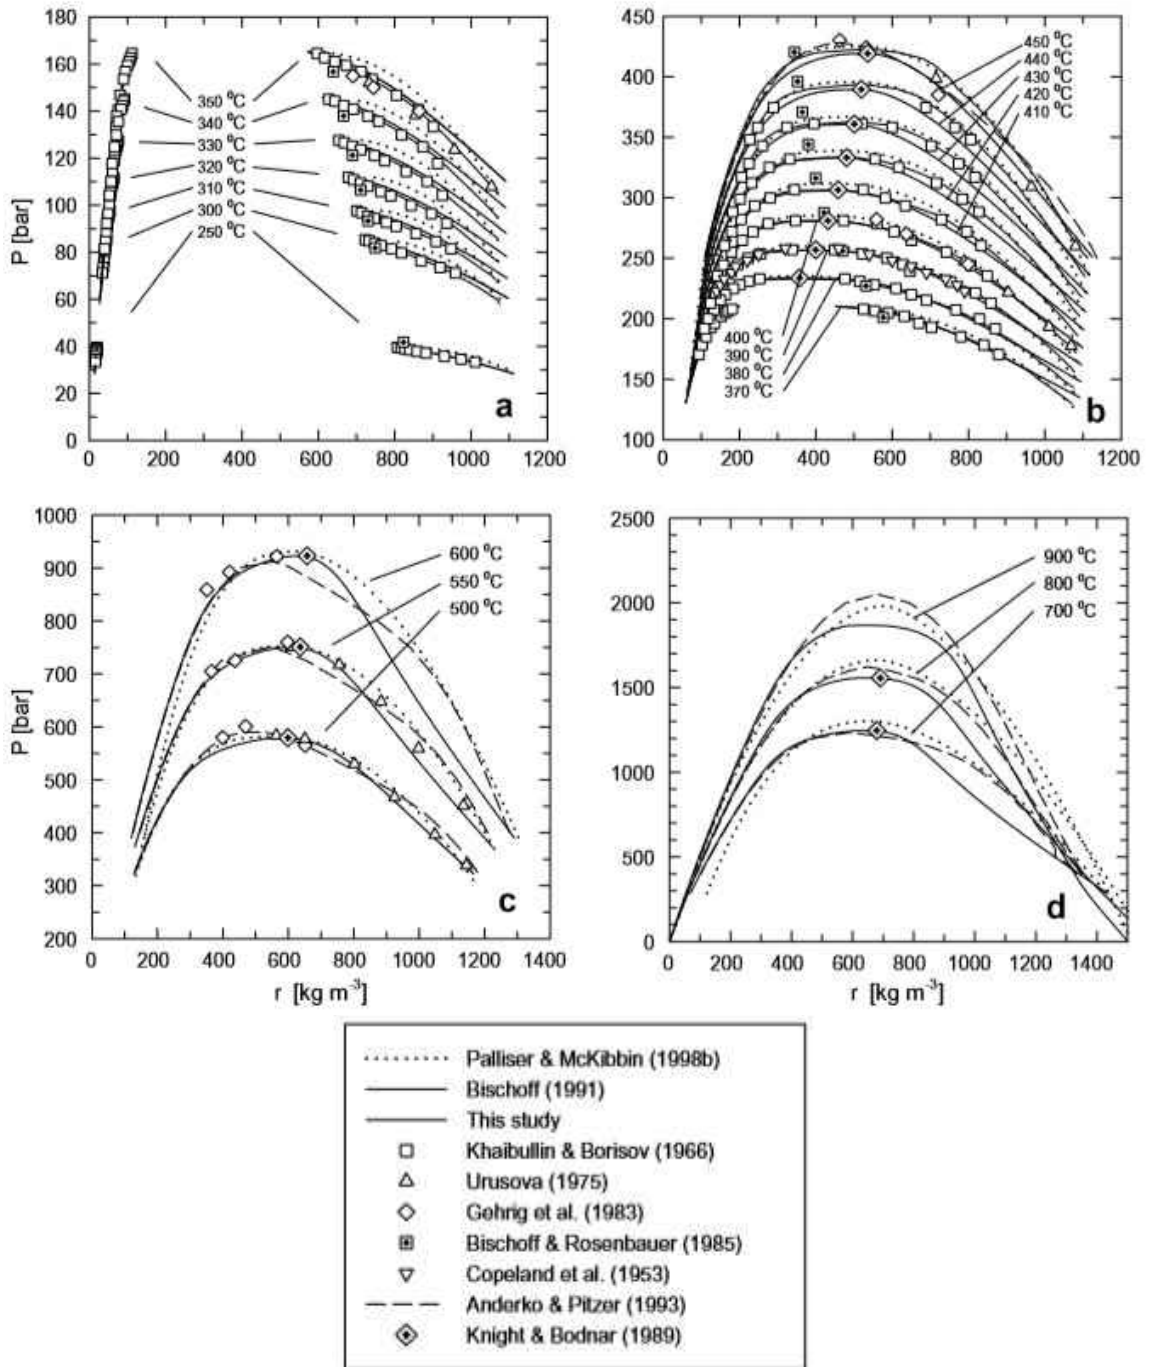 180
160
140
120
100
80
60
40
20
0
P [bar]
0 200 400 600 800 1000 1200
350 °C
340 °C
330 °C
320 °C
310 °C
300 °C
250 °C
a
450
400
350
300
250
200
150
100
200 400 600 800 1000 1200
450 °C
440 °C
430 °C
420 °C
410 °C
400 °C
390 °C
380 °C
370 °C
b
1000
900
800
700
600
500
400
300
200
P [bar]
0 200 400 600 800 1000 1200 1400
r [kg m-3]
600 °C
550 °C
500 °C
c
2500
2000
1500
1000
500
0
0 200 400 600 800 1000 1200 1400
r [kg m-3]
900 °C
800 °C
700 °C
d
Palliser & McKibbin (1998b)
Bischoff (1991)
This study
Khaibullin & Borisov (1966)
Urusova (1975)
Gehrig et al. (1983)
Bischoff & Rosenbauer (1985)
Copeland et al. (1953)
Anderko & Pitzer (1993)
Knight & Bodnar (1989)